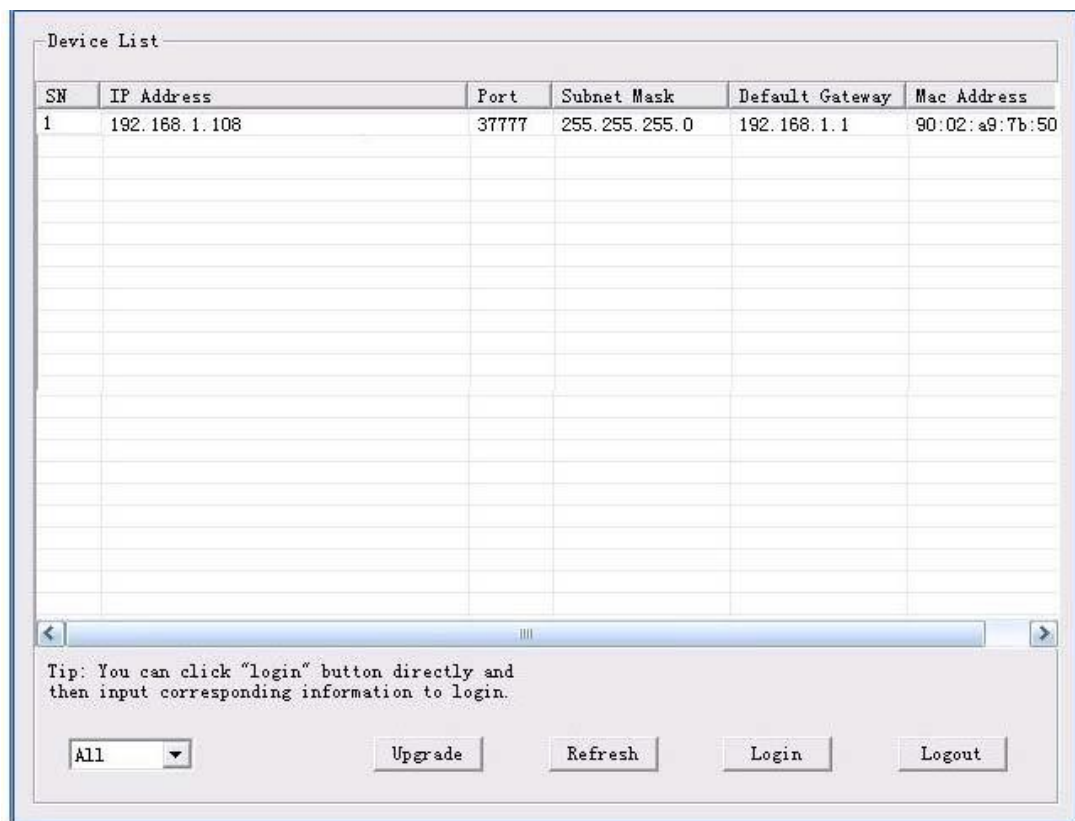 Device List
SN IP Address Port Subnet Mask Default Gateway Mac Address
1 192.168.1.108 37777 255.255.255.0 192.168.1.1 90:02:a9:7b:50
Tip: You can click "login" button directly and
then input corresponding information to login.
All Upgrade Refresh Login Logout